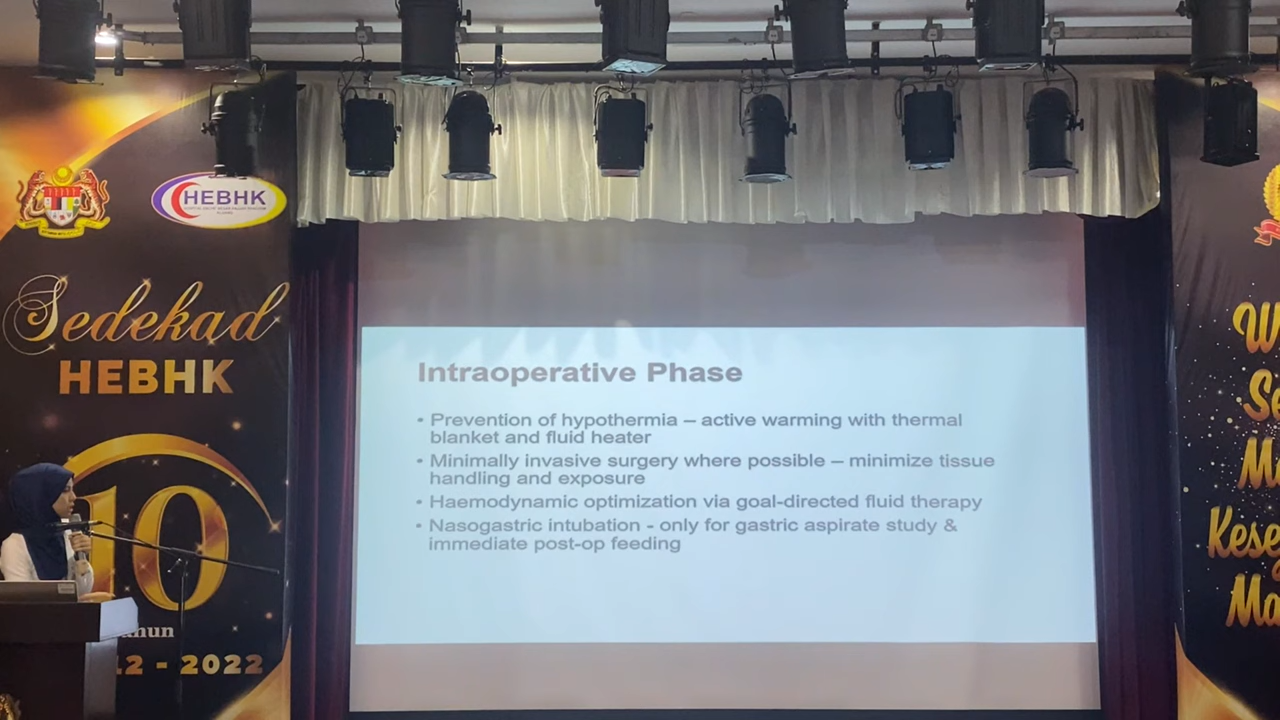 HEBHK
Sedekad
HEBHK
10
2 - 2022
Intraoperative Phase
• Prevention of hypothermia – active warming with thermal
blanket and fluid heater
• Minimally invasive surgery where possible – minimize tissue
handling and exposure
• Haemodynamic optimization via goal-directed fluid therapy
• Nasogastric intubation - only for gastric aspirate study &
immediate post-op feeding